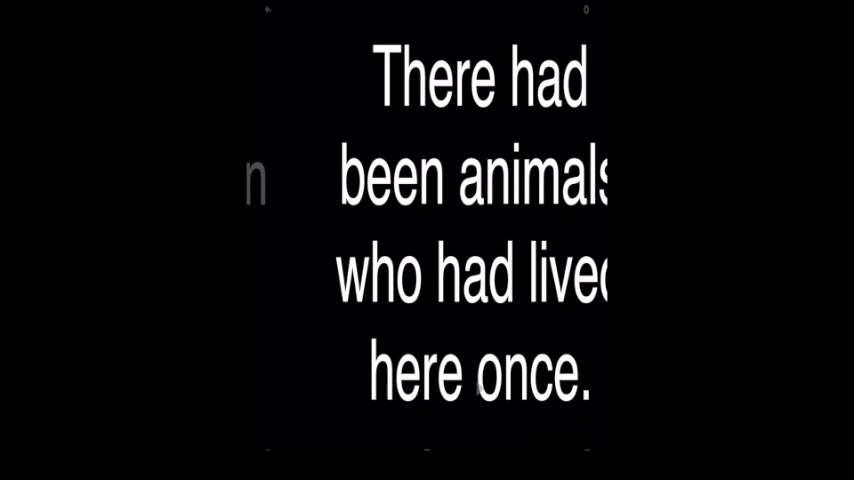 There had
n
been animals
who had lived
here once.